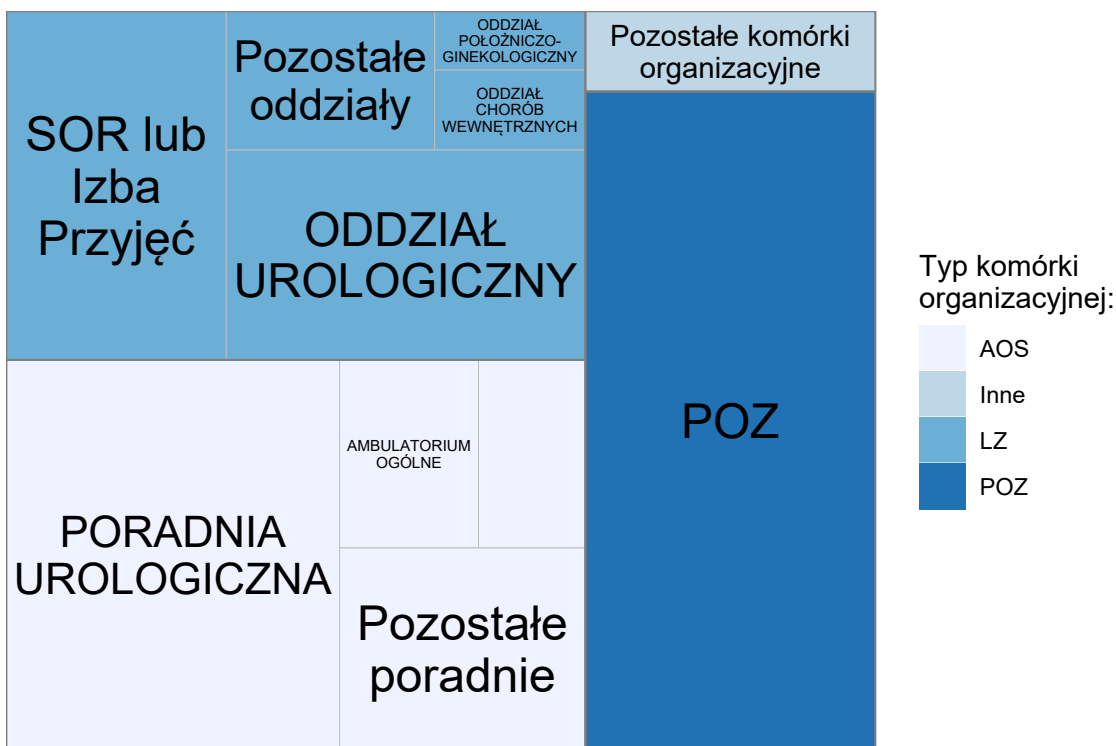 SOR lub
Izba
Przyjęć
Pozostałe
oddziały
ODDZIAŁ
POŁOŻNICZO-
GINEKOLOGICZNY
ODDZIAŁ
CHORÓB
WEWNĘTRZNYCH
ODDZIAŁ
UROLOGICZNY
Pozostałe komórki
organizacyjne
POZ
PORADNIA
UROLOGICZNA
AMBULATORIUM
OGÓLNE
Pozostałe
poradnie
Typ komórki
organizacyjnej:
AOS
Inne
LZ
POZ